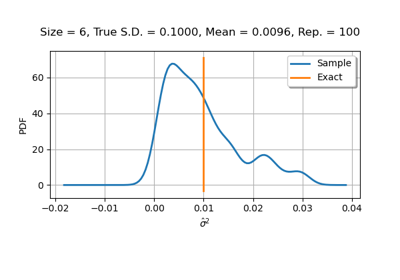 Size = 6, True S.D. = 0.1000, Mean = 0.0096, Rep. = 100
Sample
Exact
PDF
60
40
20
0
−0.02 −0.01 0.00 0.01 0.02 0.03 0.04
σ̂²